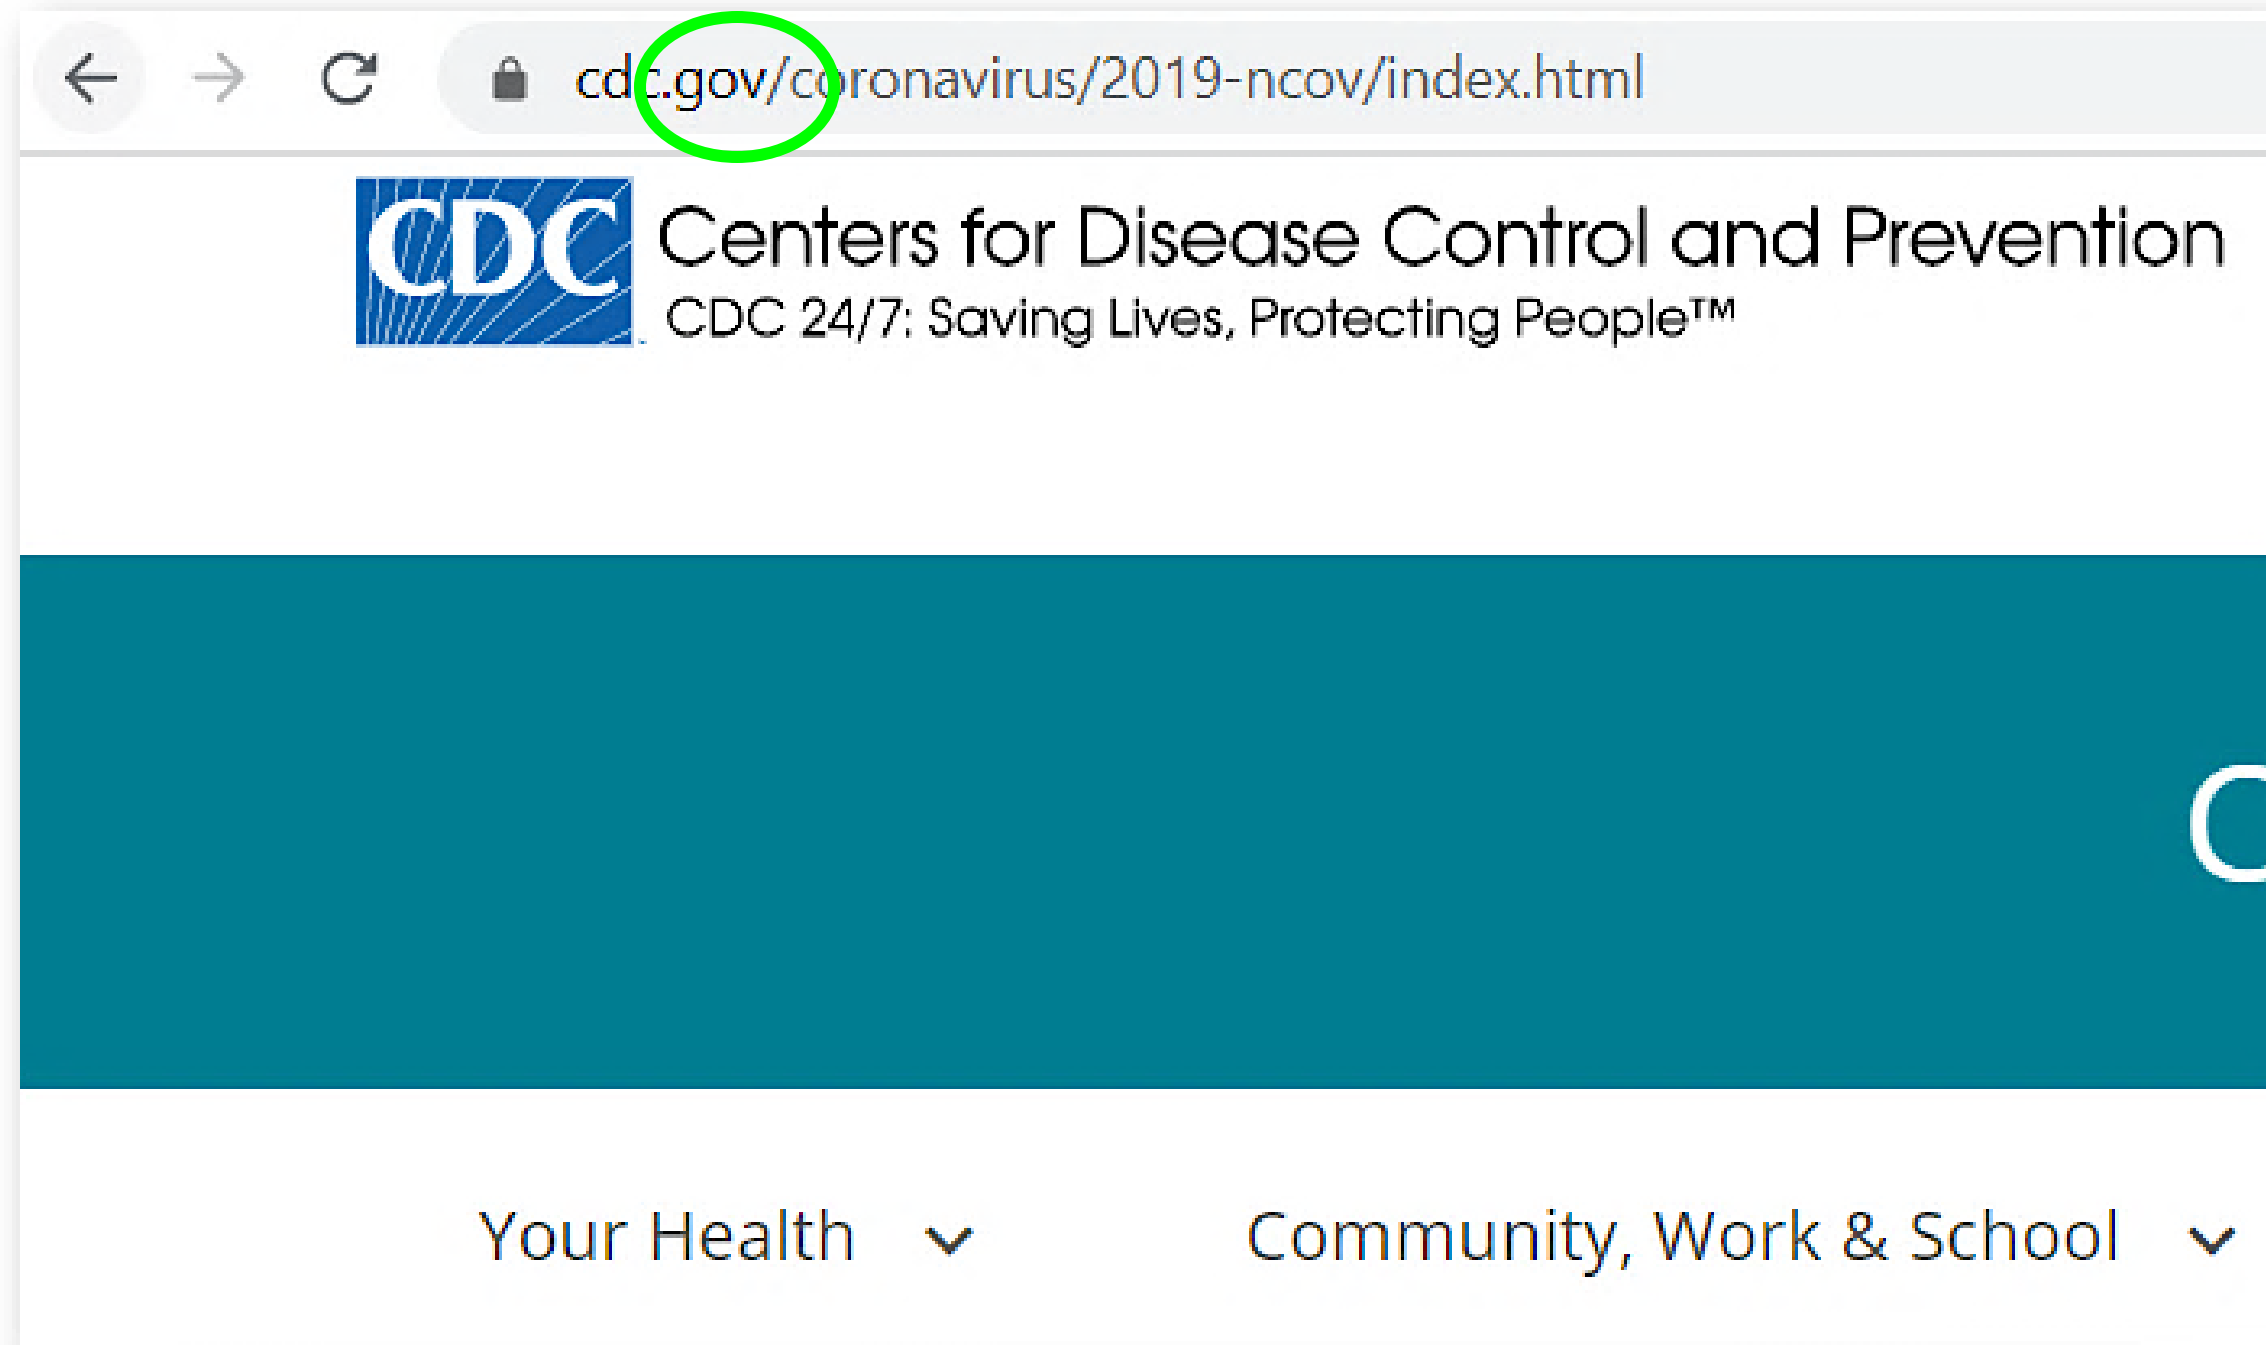 cdc.gov/coronavirus/2019-ncov/index.html
CDC Centers for Disease Control and Prevention
CDC 24/7: Saving Lives, Protecting People™
C
Your Health Community, Work & School